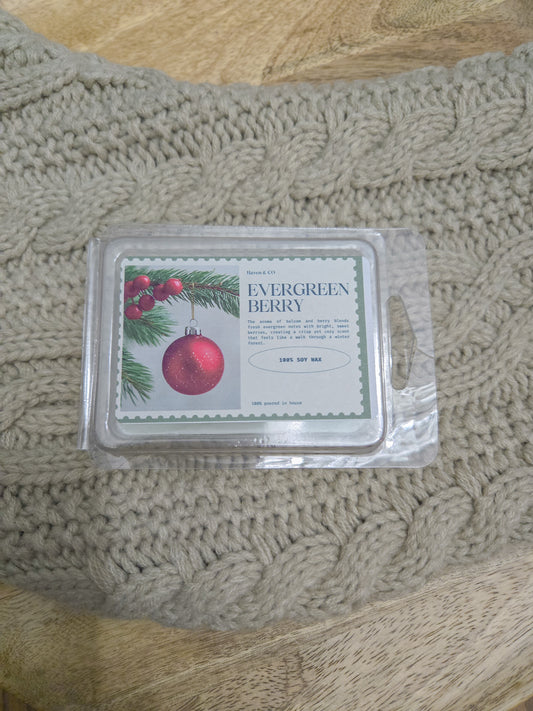 Haven & CO
EVERGREEN
BERRY
The aroma of balsam and berry blends
fresh evergreen notes with bright, sweet
berries, creating a crisp yet cozy scent
that feels like a walk through a winter
forest.
100% SOY WAX
100% poured in house